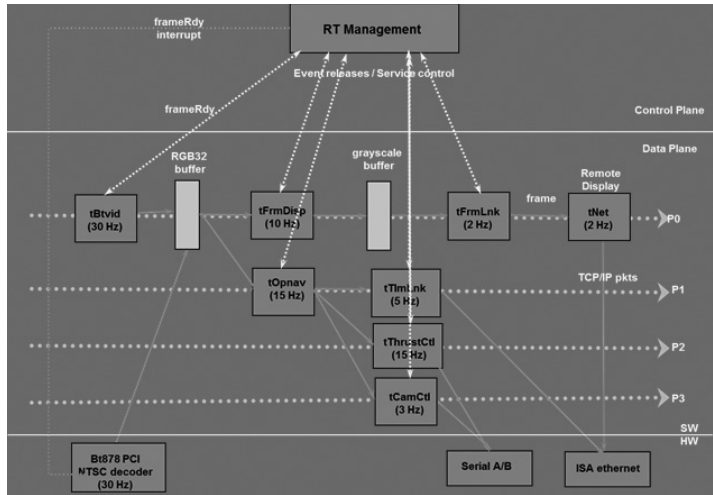 frameRdy
interrupt
RT Management
Event releases / Service control
frameRdy
Control Plane
Data Plane
RGB32
buffer
grayscale
buffer
Remote
Display
tBtvid
(30 Hz)
tFrmDisp
(10 Hz)
tFrmLnk
(2 Hz)
frame
tNet
(2 Hz)
P0
tOpnav
(15 Hz)
tTlmLnk
(5 Hz)
TCP/IP pkts
P1
tThrustCtl
(15 Hz)
P2
tCamCtl
(3 Hz)
P3
SW
HW
Bt878 PCI
NTSC decoder
(30 Hz)
Serial A/B
ISA ethernet